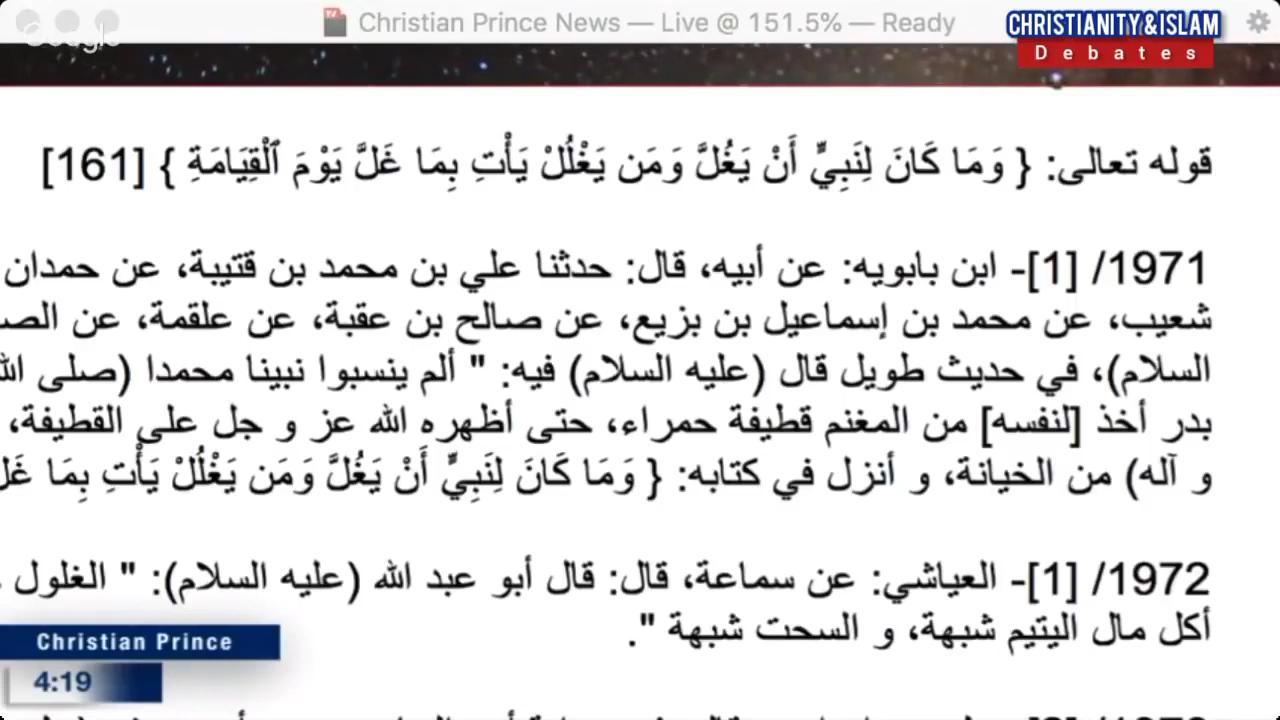 Christian Prince News — Live @ 151.5% — Ready
Google
CHRISTIANITY & ISLAM
Debates
قوله تعالى: { وَمَا كَانَ لِنَبِيٍّ أَنْ يَغُلَّ وَمَن يَغْلُلْ يَأْتِ بِمَا غَلَّ يَوْمَ ٱلْقِيَامَةِ } [161]
1971/ [1]- ابن بابويه: عن أبيه، قال: حدثنا علي بن محمد بن قتيبة، عن حمدان
شعيب، عن محمد بن إسماعيل بن بزيع، عن صالح بن عقبة، عن علقمة، عن الصـ
السلام)، في حديث طويل قال (عليه السلام) فيه: " ألم ينسبوا نبينا محمدا (صلى
بدر أخذ [لنفسه] من المغنم قطيفة حمراء، حتى أظهره الله عز و جل على القطيفة،
و آله) من الخيانة، و أنزل في كتابه: { وَمَا كَانَ لِنَبِيٍّ أَنْ يَغُلَّ وَمَن يَغْلُلْ يَأْتِ بِمَا
1972/ [1]- العياشي: عن سماعة، قال: قال أبو عبد الله (عليه السلام): " الغلول
أكل مال اليتيم شبهة، و السحت شبهة ".
Christian Prince
4:19